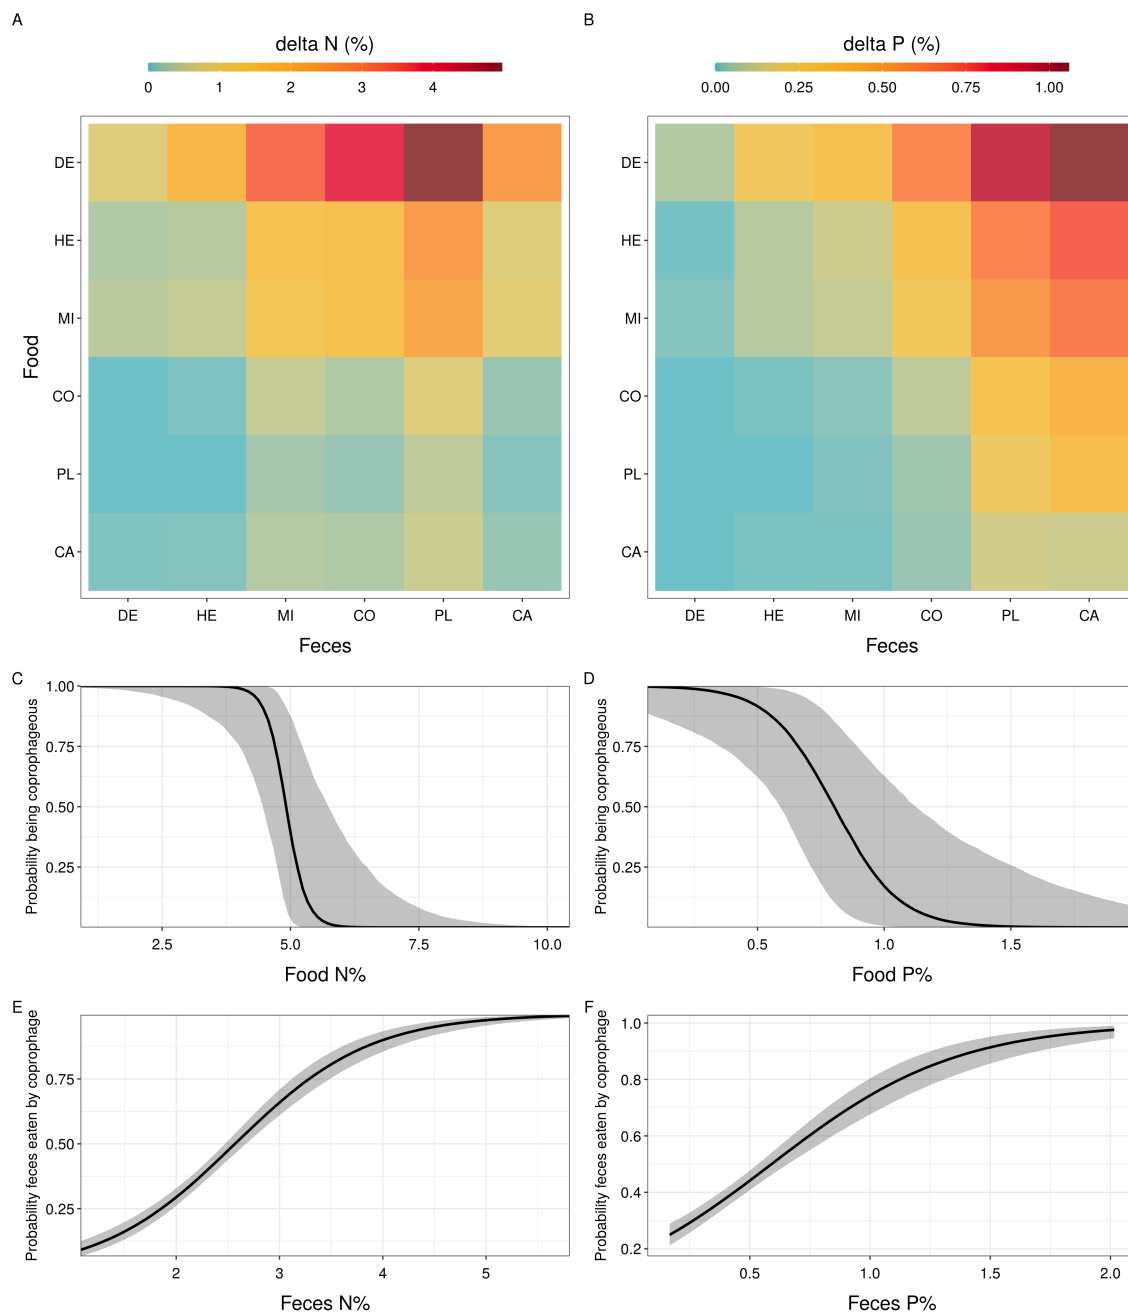 A
delta N (%)
0 1 2 3 4
Food
DE
HE
MI
CO
PL
CA
DE HE MI CO PL CA
Feces
B
delta P (%)
0.00 0.25 0.50 0.75 1.00
DE
HE
MI
CO
PL
CA
DE HE MI CO PL CA
Feces
C
Probability being coprophageous
1.00
0.75
0.50
0.25
2.5 5.0 7.5 10.0
Food N%
D
Probability being coprophageous
0.75
0.50
0.25
0.5 1.0 1.5
Food P%
E
Probability feces eaten by coprophage
0.75
0.50
0.25
2 3 4 5
Feces N%
F
Probability feces eaten by coprophage
1.0
0.8
0.6
0.4
0.2
0.5 1.0 1.5 2.0
Feces P%